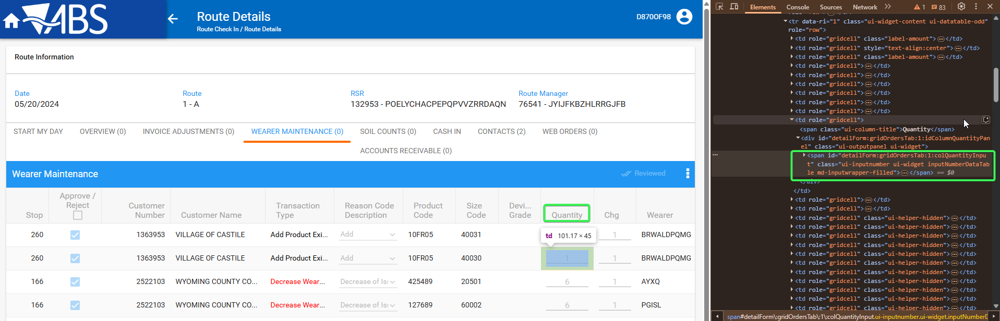 ABS
Route Details
Route Check In / Route Details
D870OF98
Route Information
Date
05/20/2024
Route
1 - A
RSR
132953 - POELYCHACPEPQPVVZRRDAQN
Route Manager
76541 - JYIJFKBZHLRRGJFB
START MY DAY OVERVIEW (0) INVOICE ADJUSTMENTS (0) WEARER MAINTENANCE (0) SOIL COUNTS (0) CASH IN CONTACTS (2) WEB ORDERS (0)
ACCOUNTS RECEIVABLE (0)
Wearer Maintenance
Reviewed
Stop
Approve /
Reject
Customer
Number
Customer Name
Transaction
Type
Reason Code
Description
Product
Code
Size
Code
Devi...
Grade
Quantity
Chg
Wearer
260 1363953 VILLAGE OF CASTILE Add Product Exi... Add 10FR05 40031 1 BRWALDPQMG
td 101.17 × 45
260 1363953 VILLAGE OF CASTILE Add Product Exi... Add 10FR05 40030 1 1 BRWALDPQMG
166 2522103 WYOMING COUNTY CO... Decrease Wear... Decrease of Is 425489 20501 6 1 AYXQ
166 2522103 WYOMING COUNTY CO... Decrease Wear... Decrease of Is 127689 60002 6 1 PGISL
Elements Console Sources Network 1 83
<tr data-ri="1" class="ui-widget-content ui-datatable-odd"
role="row">
<td role="gridcell" class="label-amount">…</td>
<td role="gridcell" style="text-align:center">…</td>
<td role="gridcell" class="label-amount">…</td>
<td role="gridcell">…</td>
<td role="gridcell">…</td>
<td role="gridcell">…</td>
<td role="gridcell">…</td>
<td role="gridcell">…</td>
<td role="gridcell">…</td>
<td role="gridcell">
<span class="ui-column-title">Quantity</span>
<div id="detailForm:gridOrdersTab:1:idColumnQuantityPan
el" class="ui-outputpanel ui-widget">
<span id="detailForm:gridOrdersTab:1:colQuantityInpu
t" class="ui-inputnumber ui-widget inputNumberDataTab
le md-inputwrapper-filled">…</span> == $0
</div>
</td>
<td role="gridcell">…</td>
<td role="gridcell">…</td>
<td role="gridcell" class="ui-helper-hidden">…</td>
<td role="gridcell" class="ui-helper-hidden">…</td>
<td role="gridcell" class="ui-helper-hidden">…</td>
<td role="gridcell" class="ui-helper-hidden">…</td>
<td role="gridcell" class="ui-helper-hidden">…</td>
<td role="gridcell" class="ui-helper-hidden">…</td>
<td role="gridcell" class="ui-helper-hidden">…</td>
<td role="gridcell" class="ui-helper-hidden">…</td>
<td role="gridcell" class="ui-helper-hidden">…</td>
<td role="gridcell" class="ui-helper-hidden">…</td>
<td role="gridcell" class="ui-helper-hidden">…</td>
span#detailForm\:gridOrdersTab\:1\:colQuantityInput.ui-inputnumber.ui-widget.inputNumber